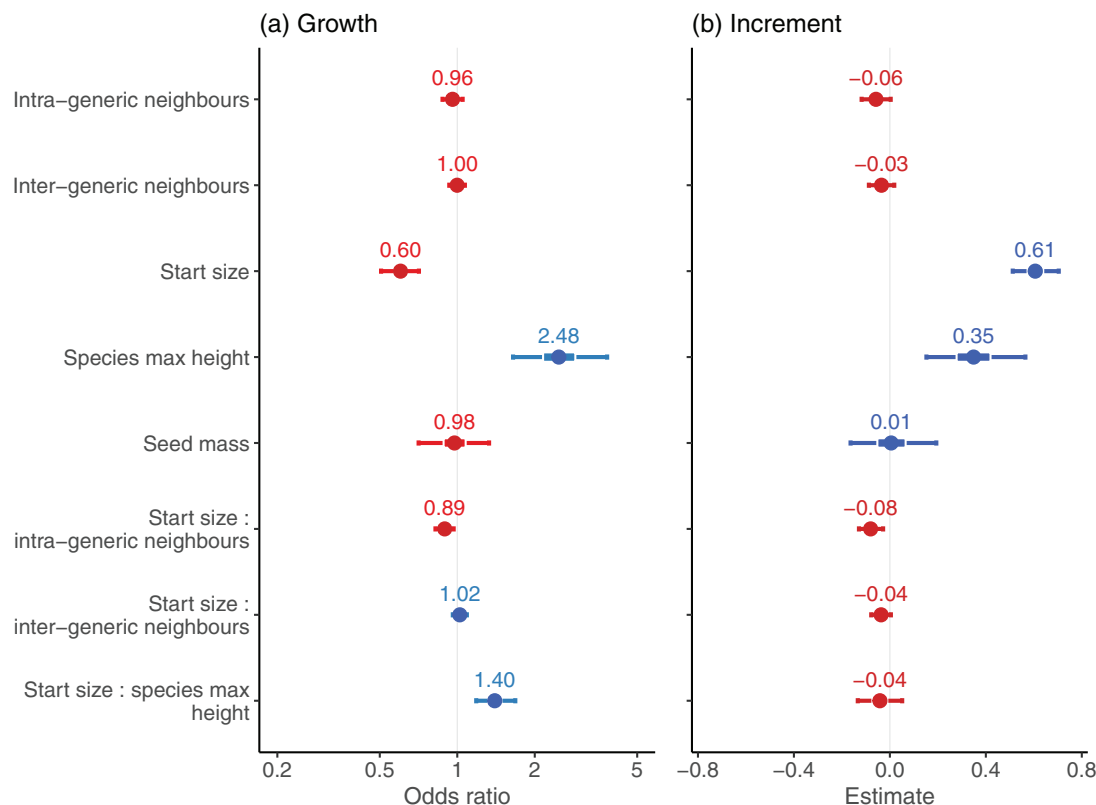 (a) Growth
(b) Increment
Intra−generic neighbours
0.96
−0.06
Inter−generic neighbours
1.00
−0.03
Start size
0.60
0.61
Species max height
2.48
0.35
Seed mass
0.98
0.01
Start size :
intra−generic neighbours
0.89
−0.08
Start size :
inter−generic neighbours
1.02
−0.04
Start size : species max
height
1.40
−0.04
0.2 0.5 1 2 5
−0.8 −0.4 0.0 0.4 0.8
Odds ratio
Estimate